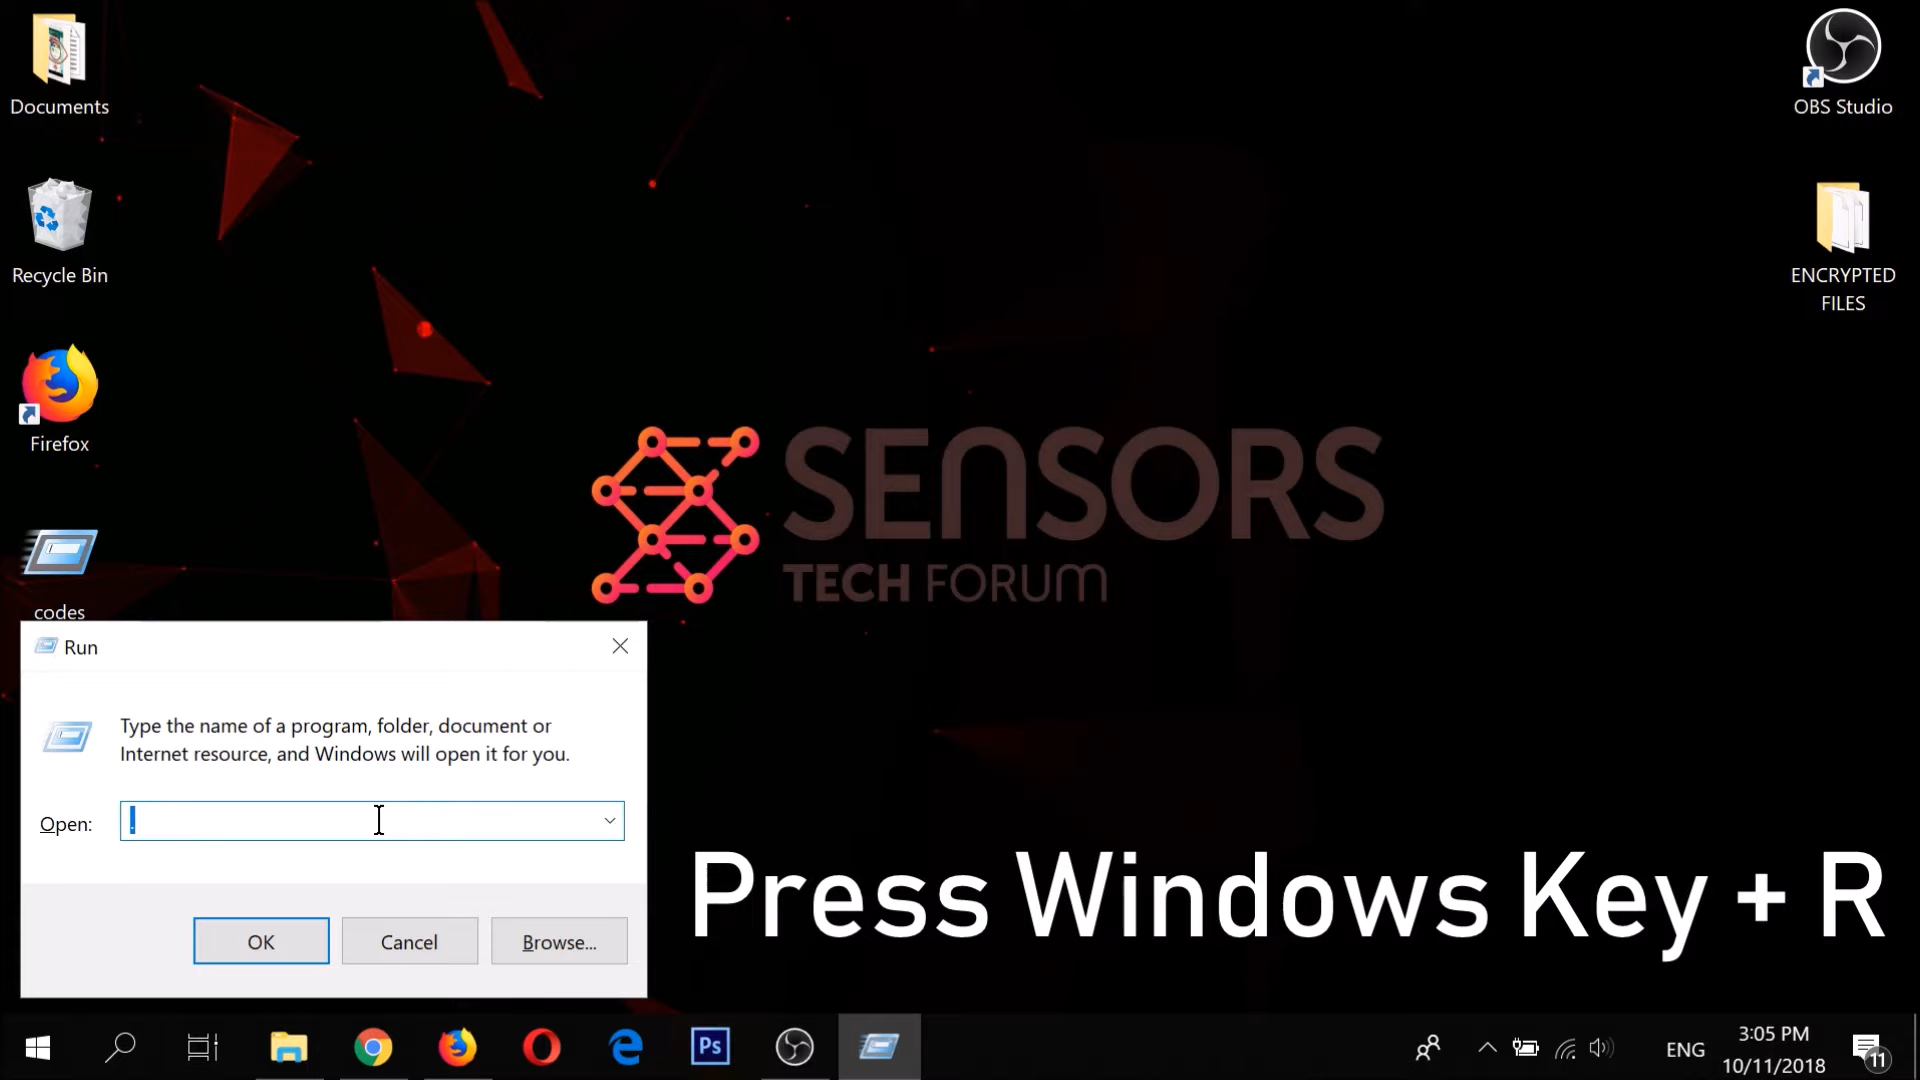 Documents
OBS Studio
Recycle Bin
ENCRYPTED
FILES
Firefox
SENSORS
TECH FORUM
codes
Run
Type the name of a program, folder, document or
Internet resource, and Windows will open it for you.
Open:
.
OK
Cancel
Browse...
Press Windows Key + R
Ps
ENG
3:05 PM
10/11/2018
11